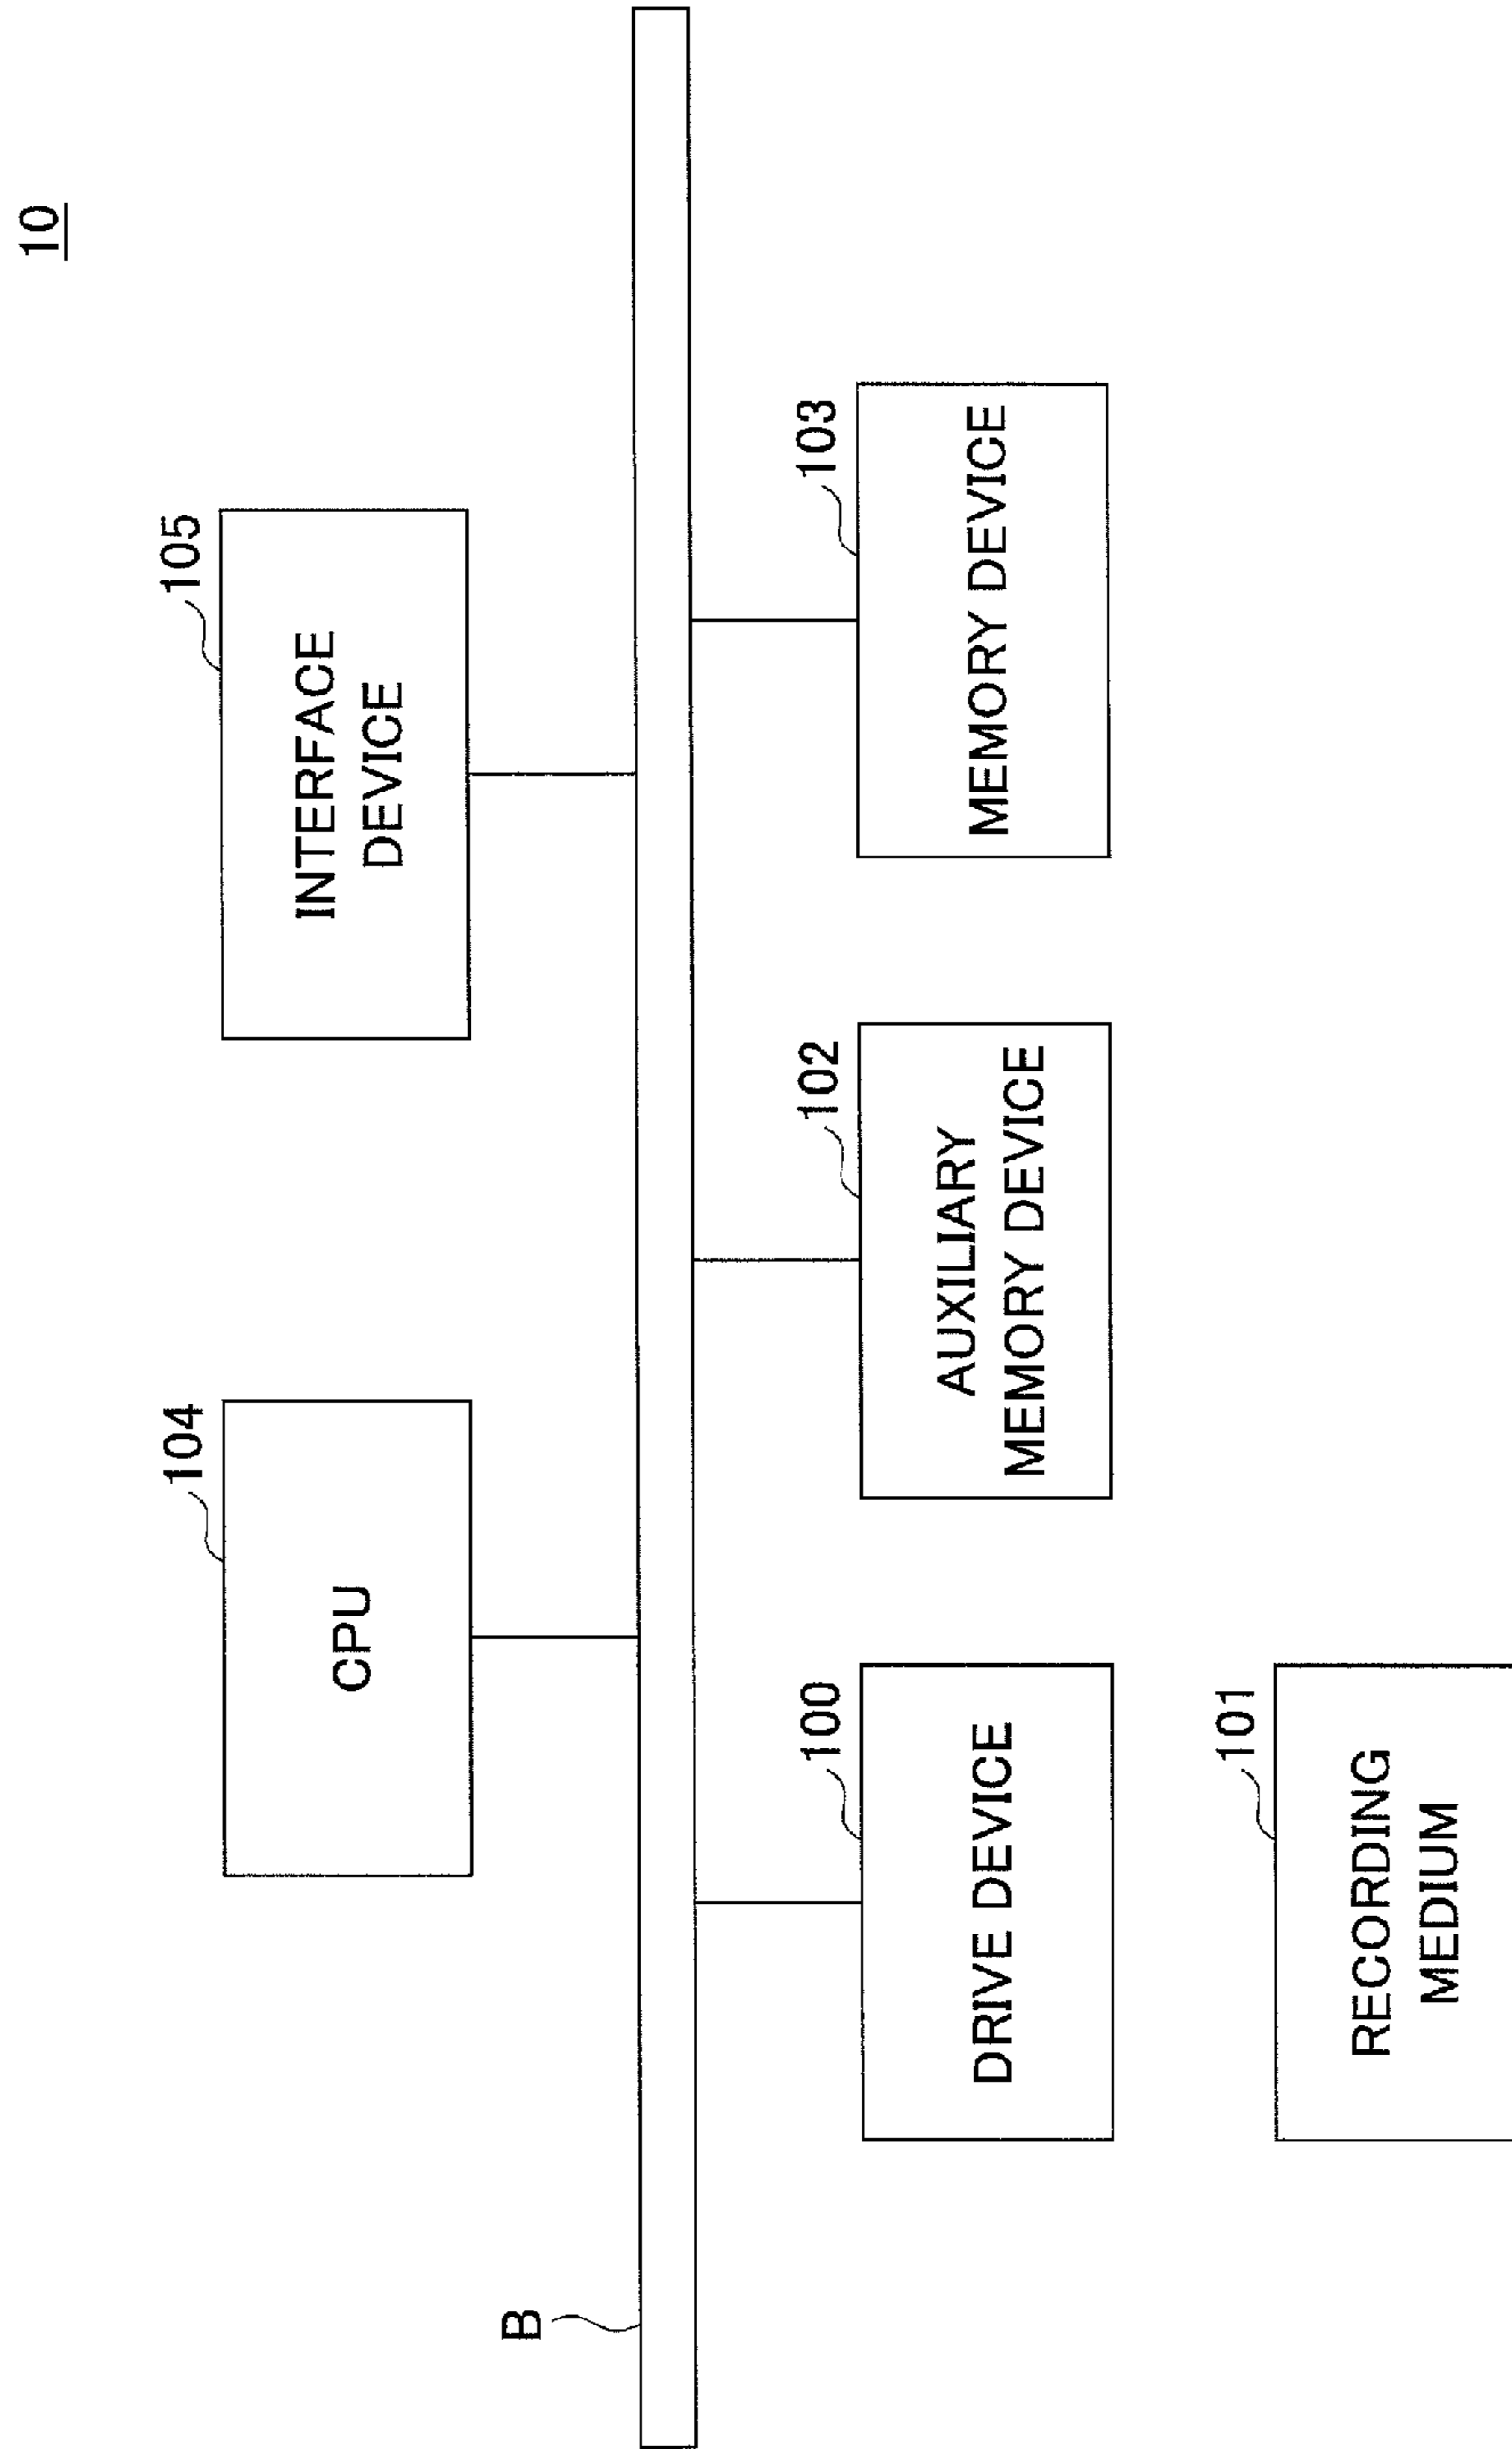 10
104
CPU
105
INTERFACE
DEVICE
B
100
DRIVE DEVICE
102
AUXILIARY
MEMORY DEVICE
103
MEMORY DEVICE
101
RECORDING
MEDIUM